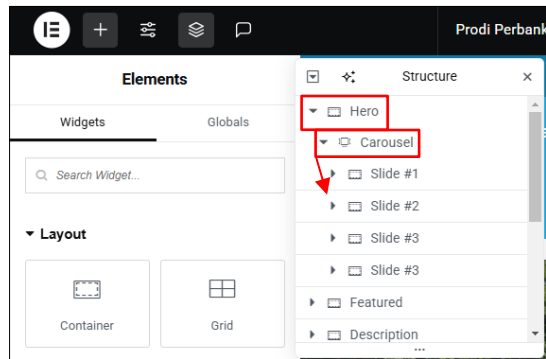 Prodi Perbank
Elements
Structure
Widgets
Globals
Hero
Carousel
Search Widget...
Slide #1
Slide #2
Layout
Slide #3
Slide #3
Container
Grid
Featured
Description